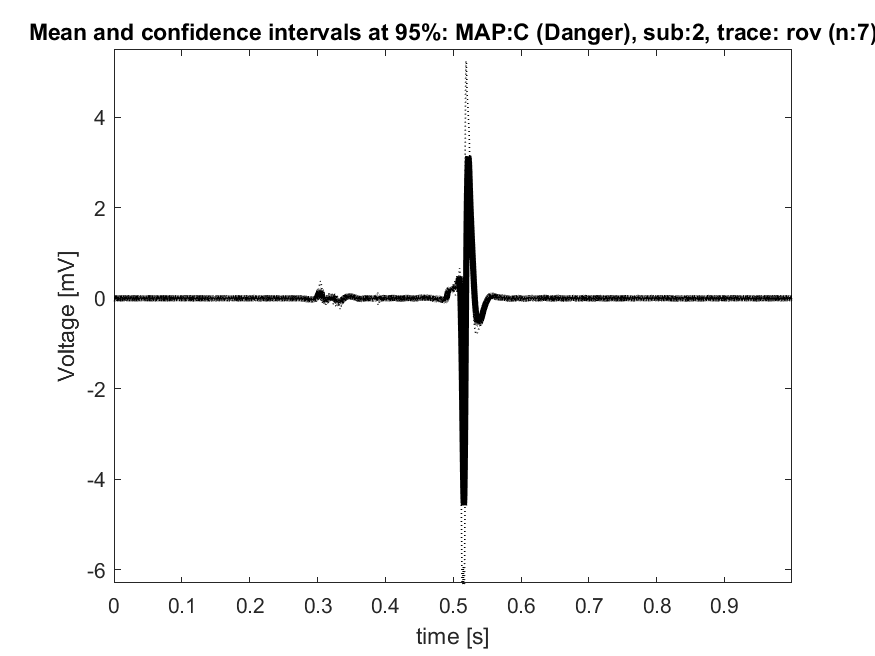 Mean and confidence intervals at 95%: MAP:C (Danger), sub:2, trace: rov (n:7)
4
2
0
-2
-4
-6
Voltage [mV]
0 0.1 0.2 0.3 0.4 0.5 0.6 0.7 0.8 0.9
time [s]